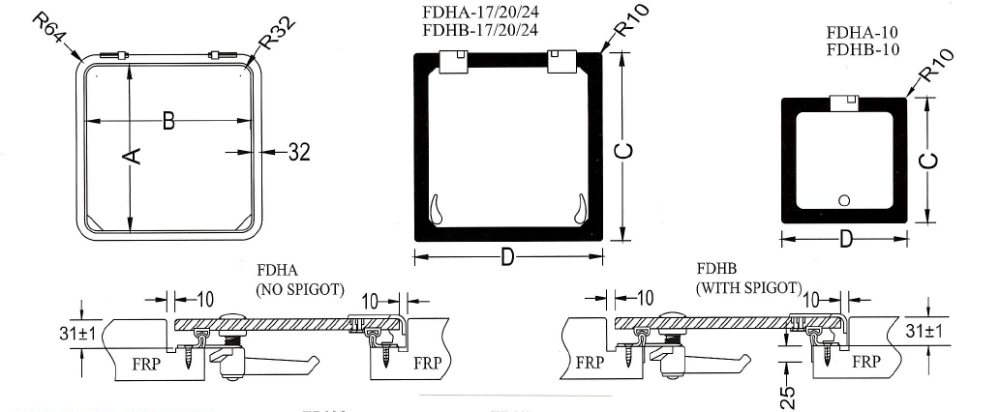 R64
R32
B
A
32
FDHA-17/20/24
FDHB-17/20/24
R10
C
D
FDHA-10
FDHB-10
R10
C
D
FDHA
(NO SPIGOT)
10
10
31±1
FRP
FRP
FDHB
(WITH SPIGOT)
10
10
31±1
FRP
FRP
25